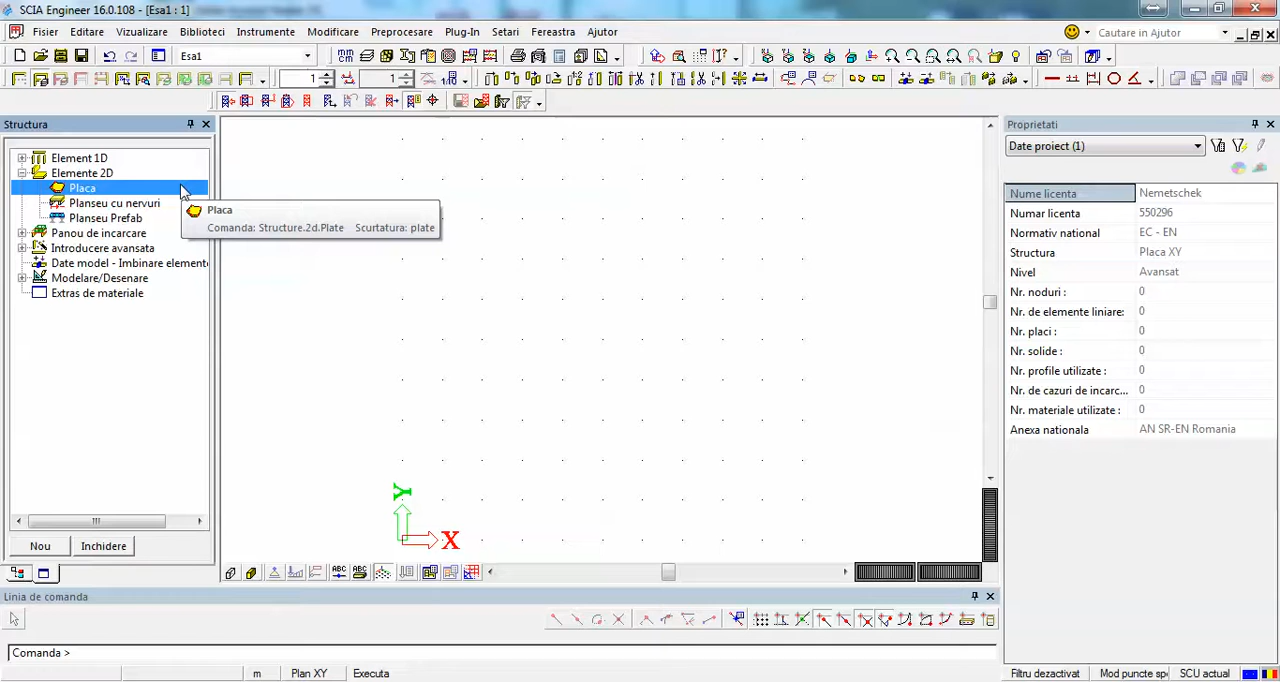 SCIA Engineer 16.0.108 - [Esa1 : 1]
Fisier Editare Vizualizare Biblioteci Instrumente Modificare Preprocesare Plug-In Setari Fereastra Ajutor
Cautare in Ajutor
Esa1
1 1
Structura
Element 1D
Elemente 2D
Placa
Planseu cu nervuri
Planseu Prefab
Panou de incarcare
Introducere avansata
Date model - Imbinare elemente
Modelare/Desenare
Extras de materiale
Placa
Comanda: Structure.2d.Plate Scurtatura: plate
Nou Inchidere
Y
X
ABC ABC
Proprietati
Date proiect (1)
Nume licenta Nemetschek
Numar licenta 550296
Normativ national EC - EN
Structura Placa XY
Nivel Avansat
Nr. noduri : 0
Nr. de elemente liniare: 0
Nr. placi : 0
Nr. solide : 0
Nr. profile utilizate : 0
Nr. de cazuri de incarc... 0
Nr. materiale utilizate : 0
Anexa nationala AN SR-EN Romania
Linia de comanda
Comanda >
m Plan XY Executa Filtru dezactivat Mod puncte sp SCU actual